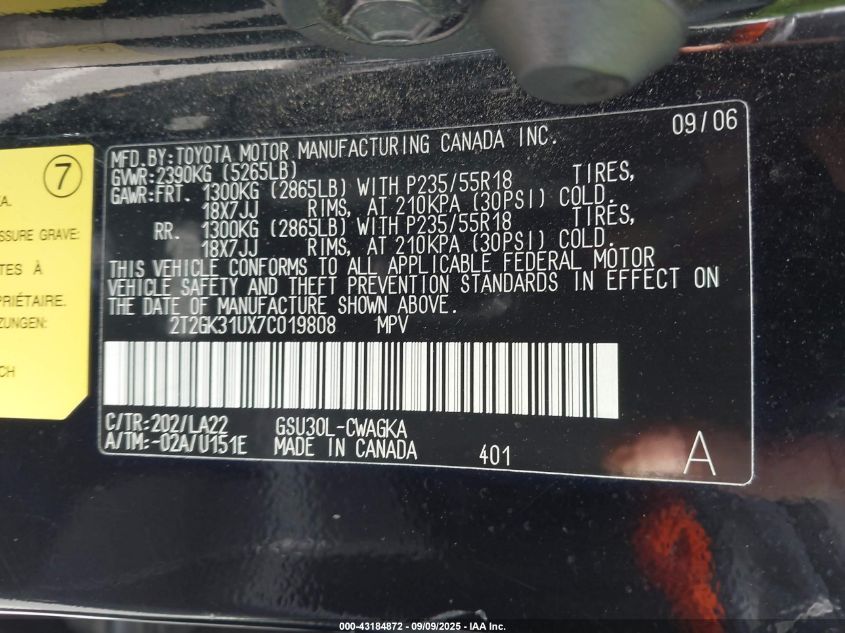 09/06
MFD.BY:TOYOTA MOTOR MANUFACTURING CANADA INC.
GVWR:2390KG (5265LB)
GAWR:FRT. 1300KG (2865LB) WITH P235/55R18 TIRES,
18X7JJ RIMS, AT 210KPA (30PSI) COLD.
RR. 1300KG (2865LB) WITH P235/55R18 TIRES,
18X7JJ RIMS, AT 210KPA (30PSI) COLD.
THIS VEHICLE CONFORMS TO ALL APPLICABLE FEDERAL MOTOR
VEHICLE SAFETY AND THEFT PREVENTION STANDARDS IN EFFECT ON
THE DATE OF MANUFACTURE SHOWN ABOVE.
2T2GK31UX7C019808 MPV
C/TR:202/LA22 GSU30L-CWAGKA
A/TM:-02A/U151E MADE IN CANADA 401 A
7
A.
SSURE GRAVE:
TES À
PRIÉTAIRE.
ZUNGEN:
CH
000-43184872 - 09/09/2025 - IAA Inc.